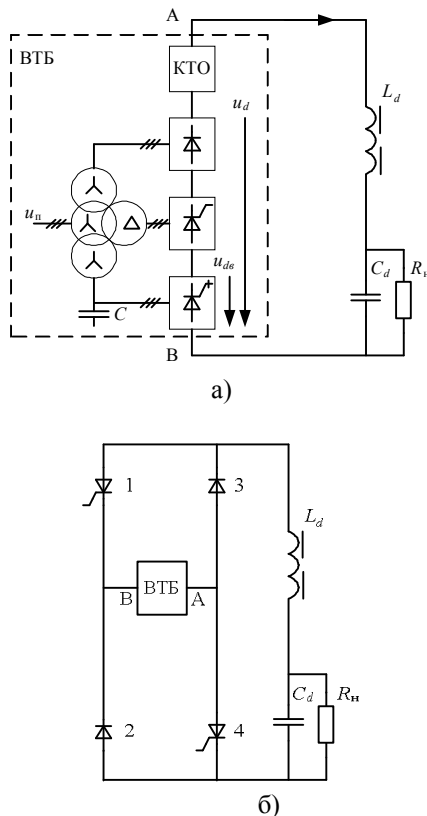 А
ВТБ
КТО
L_d
u_d
u_п
u_dв
C_d
R_н
C
В
а)
1
3
L_d
В
ВТБ
А
C_d
R_н
2
4
б)